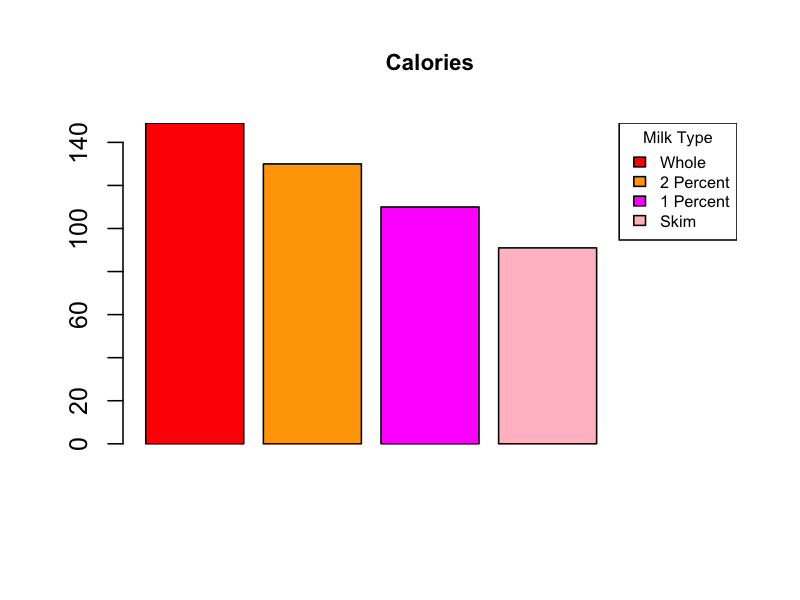 Calories
140
100
60
20
0
Milk Type
Whole
2 Percent
1 Percent
Skim